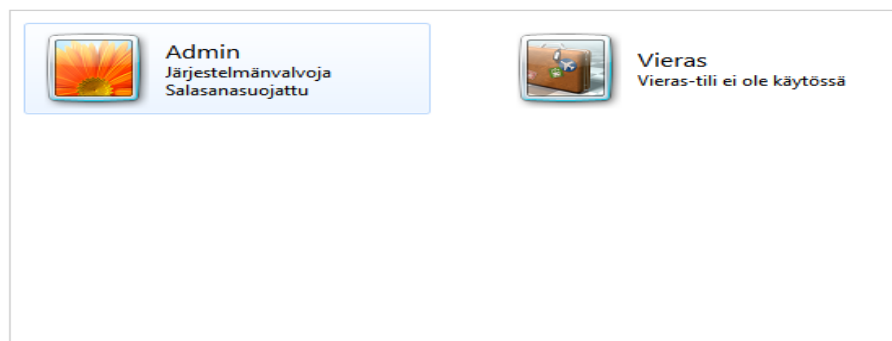 Admin
Järjestelmänvalvoja
Salasanasuojattu
Vieras
Vieras-tili ei ole käytössä